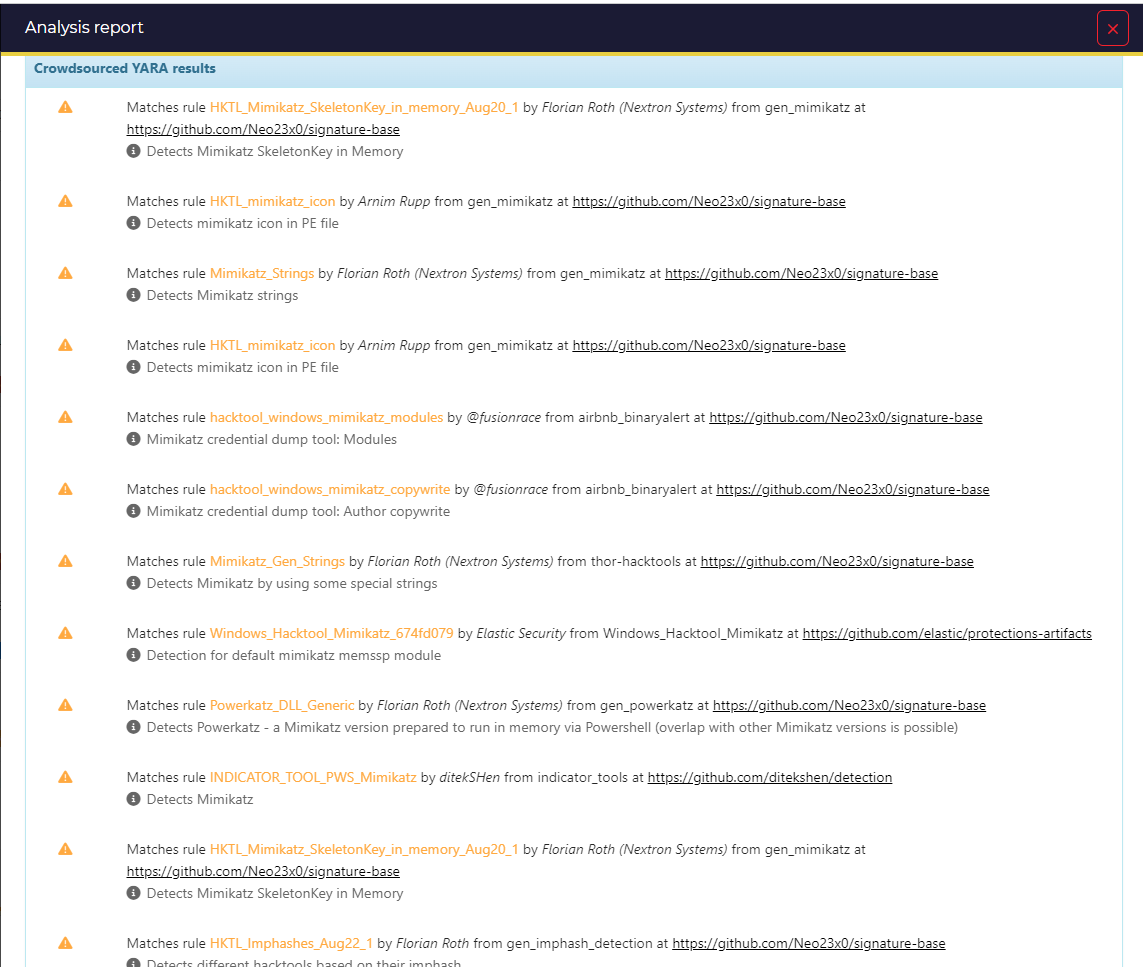 Analysis report
Crowdsourced YARA results
Matches rule HKTL_Mimikatz_SkeletonKey_in_memory_Aug20_1 by Florian Roth (Nextron Systems) from gen_mimikatz at
https://github.com/Neo23x0/signature-base
Detects Mimikatz SkeletonKey in Memory
Matches rule HKTL_mimikatz_icon by Arnim Rupp from gen_mimikatz at https://github.com/Neo23x0/signature-base
Detects mimikatz icon in PE file
Matches rule Mimikatz_Strings by Florian Roth (Nextron Systems) from gen_mimikatz at https://github.com/Neo23x0/signature-base
Detects Mimikatz strings
Matches rule HKTL_mimikatz_icon by Arnim Rupp from gen_mimikatz at https://github.com/Neo23x0/signature-base
Detects mimikatz icon in PE file
Matches rule hacktool_windows_mimikatz_modules by @fusionrace from airbnb_binaryalert at https://github.com/Neo23x0/signature-base
Mimikatz credential dump tool: Modules
Matches rule hacktool_windows_mimikatz_copywrite by @fusionrace from airbnb_binaryalert at https://github.com/Neo23x0/signature-base
Mimikatz credential dump tool: Author copywrite
Matches rule Mimikatz_Gen_Strings by Florian Roth (Nextron Systems) from thor-hacktools at https://github.com/Neo23x0/signature-base
Detects Mimikatz by using some special strings
Matches rule Windows_Hacktool_Mimikatz_674fd079 by Elastic Security from Windows_Hacktool_Mimikatz at https://github.com/elastic/protections-artifacts
Detection for default mimikatz memssp module
Matches rule Powerkatz_DLL_Generic by Florian Roth (Nextron Systems) from gen_powerkatz at https://github.com/Neo23x0/signature-base
Detects Powerkatz - a Mimikatz version prepared to run in memory via Powershell (overlap with other Mimikatz versions is possible)
Matches rule INDICATOR_TOOL_PWS_Mimikatz by ditekSHen from indicator_tools at https://github.com/ditekshen/detection
Detects Mimikatz
Matches rule HKTL_Mimikatz_SkeletonKey_in_memory_Aug20_1 by Florian Roth (Nextron Systems) from gen_mimikatz at
https://github.com/Neo23x0/signature-base
Detects Mimikatz SkeletonKey in Memory
Matches rule HKTL_Imphashes_Aug22_1 by Florian Roth from gen_imphash_detection at https://github.com/Neo23x0/signature-base
Detects different hacktools based on their imphash